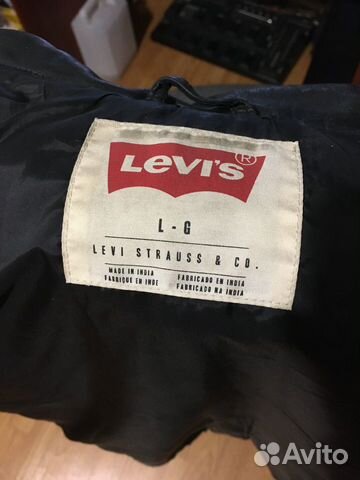 LEVI'S®
L-G
LEVI STRAUSS & CO.
MADE IN INDIA
FABRIQUE EN INDE
FABRICADO EN INDIA
FABRICADO NA ÍNDIA
Avito